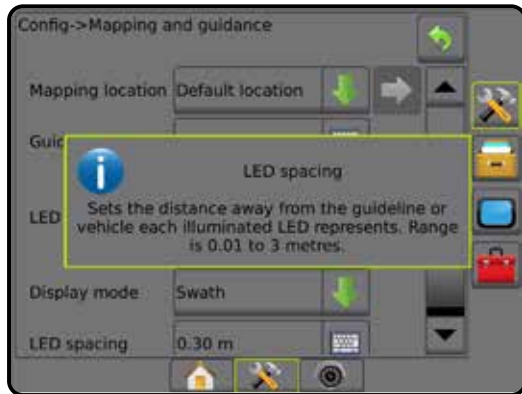 Config->Mapping and guidance
Mapping location Default location
LED spacing
Sets the distance away from the guideline or
vehicle each illuminated LED represents. Range
is 0.01 to 3 metres.
LED
Display mode Swath
LED spacing 0.30 m